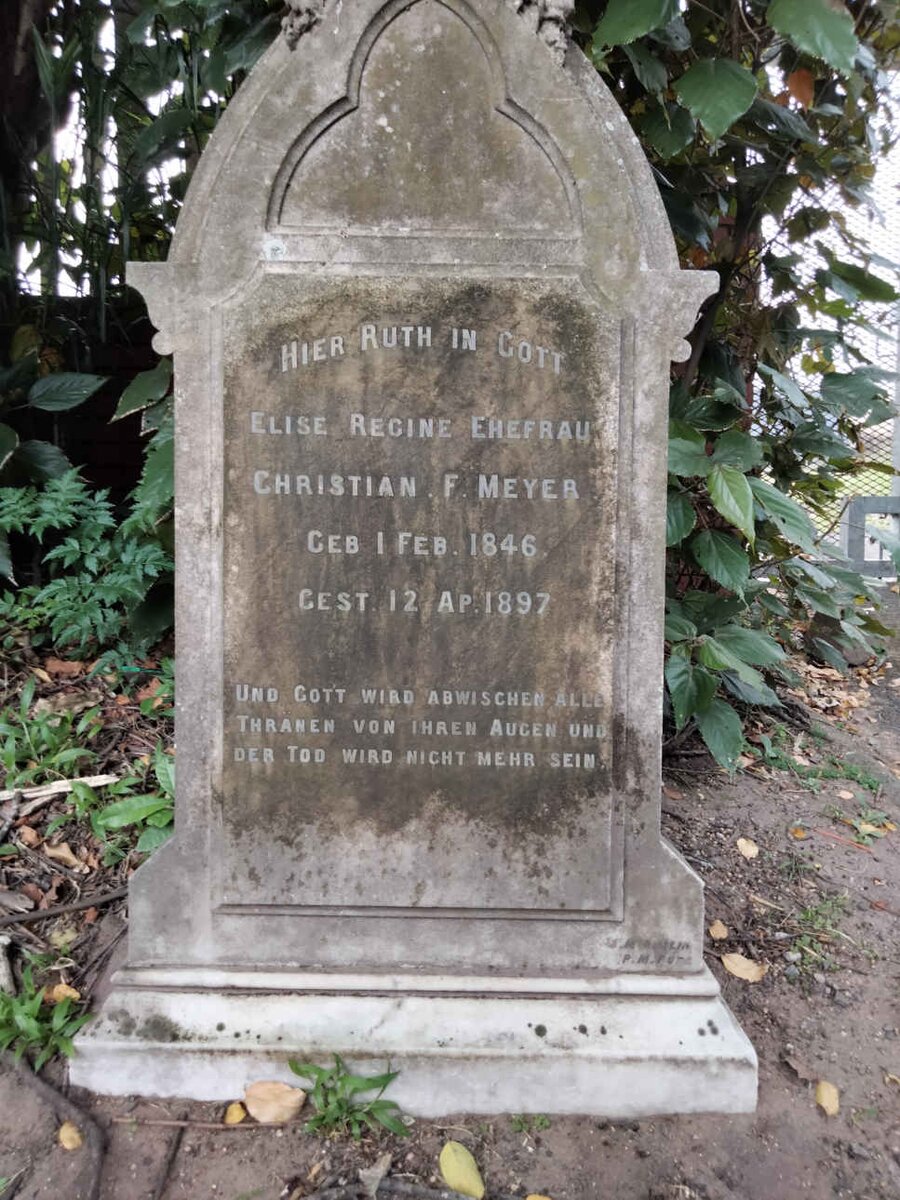 HIER RUTH IN GOTT
ELISE REGINE EHEFRAU
CHRISTIAN . F. MEYER
GEB 1 FEB. 1846
GEST. 12 AP. 1897
UND GOTT WIRD ABWISCHEN ALLE
THRANEN VON IHREN AUGEN UND
DER TOD WIRD NICHT MEHR SEIN.
P. M.